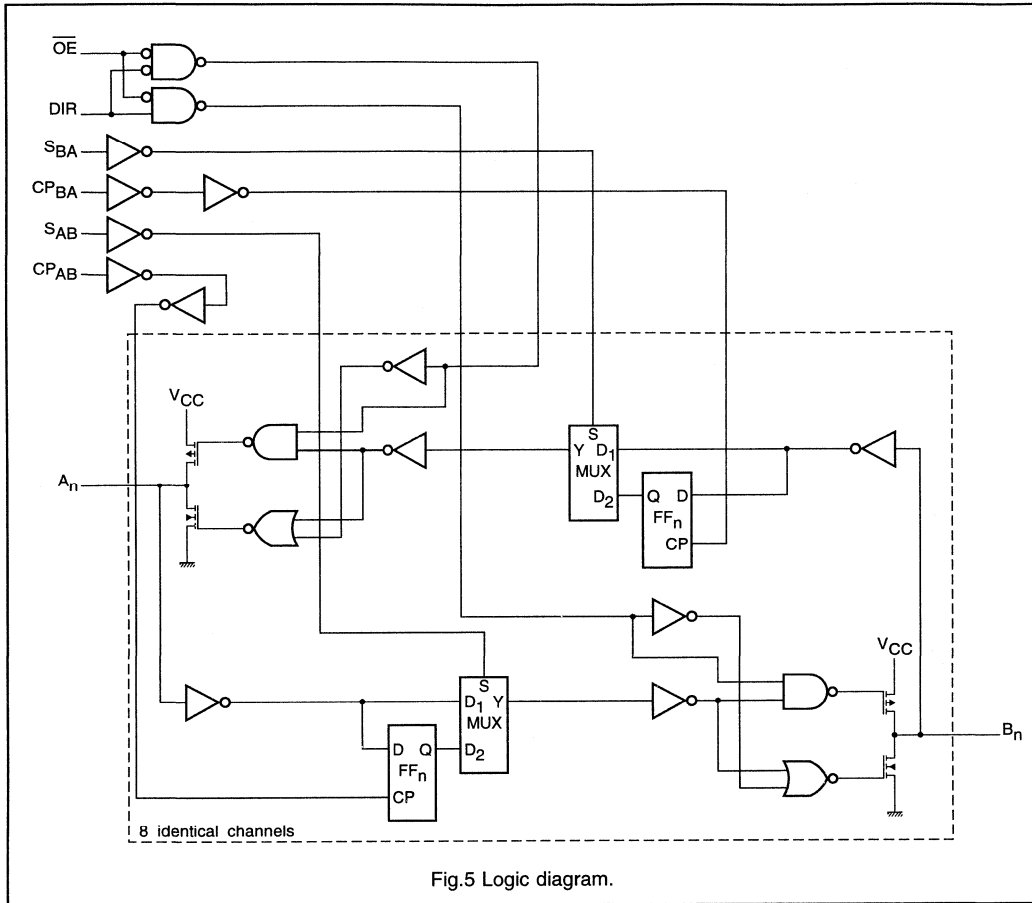 OE
DIR
SBA
CPBA
SAB
CPAB
VCC
S
Y D1
MUX
An
D2
Q D
FFn
CP
VCC
S
D1 Y
MUX
Bn
D Q
D2
FFn
CP
8 identical channels
Fig.5 Logic diagram.